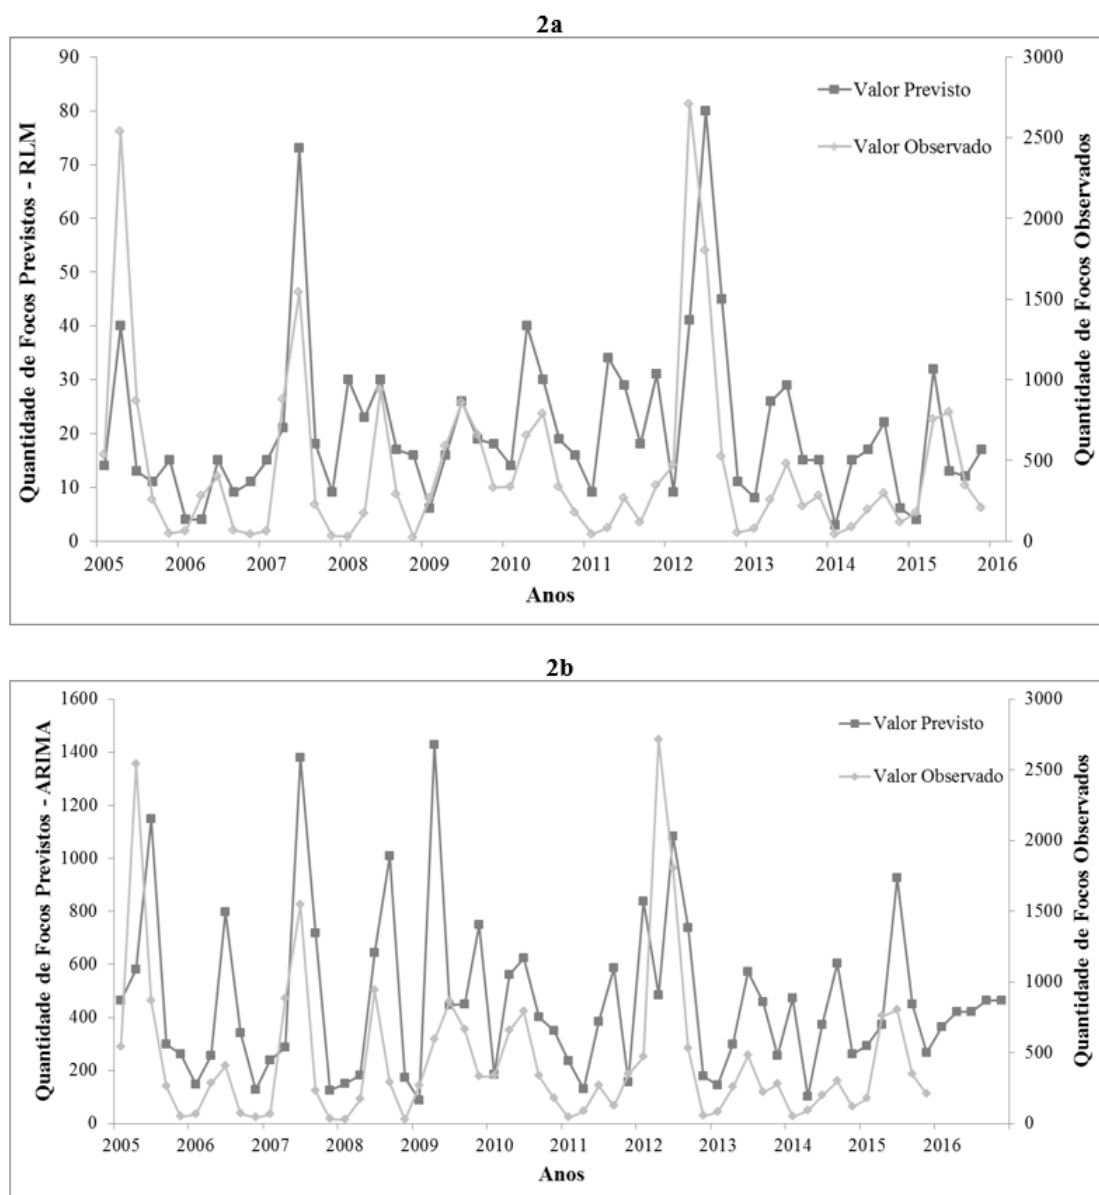 2a
Quantidade de Focos Previstos - RLM
90
80
70
60
50
40
30
20
10
0
Valor Previsto
Valor Observado
3000
2500
2000
1500
1000
500
0
Quantidade de Focos Observados
2005 2006 2007 2008 2009 2010 2011 2012 2013 2014 2015 2016
Anos
2b
Quantidade de Focos Previstos - ARIMA
1600
1400
1200
1000
800
600
400
200
0
Valor Previsto
Valor Observado
3000
2500
2000
1500
1000
500
0
Quantidade de Focos Observados
2005 2006 2007 2008 2009 2010 2011 2012 2013 2014 2015 2016
Anos